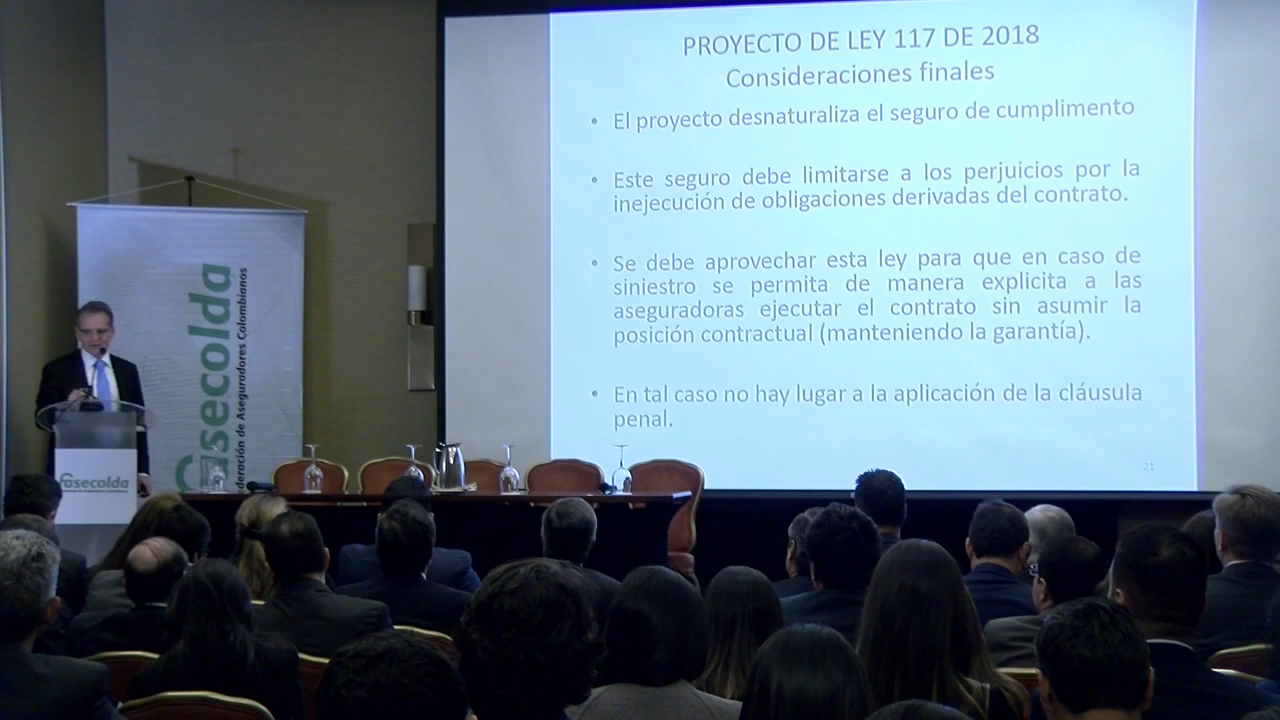 PROYECTO DE LEY 117 DE 2018
Consideraciones finales
• El proyecto desnaturaliza el seguro de cumplimento
• Este seguro debe limitarse a los perjuicios por la
inejecución de obligaciones derivadas del contrato.
• Se debe aprovechar esta ley para que en caso de
siniestro se permita de manera explicita a las
aseguradoras ejecutar el contrato sin asumir la
posición contractual (manteniendo la garantía).
• En tal caso no hay lugar a la aplicación de la cláusula
penal.
21
fasecolda
deración de Aseguradores Colombianos
fasecolda